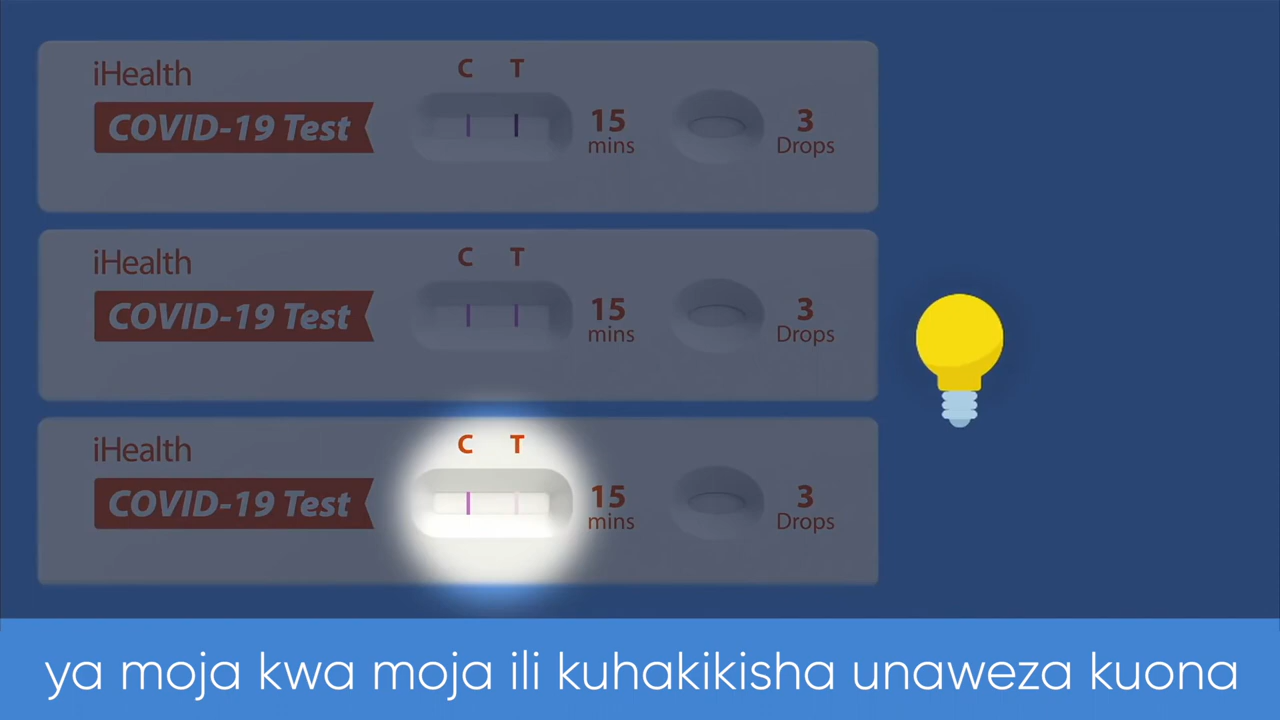 iHealth
COVID-19 Test
C T
15
mins
3
Drops
iHealth
COVID-19 Test
C T
15
mins
3
Drops
iHealth
COVID-19 Test
C T
15
mins
3
Drops
ya moja kwa moja ili kuhakikisha unaweza kuona